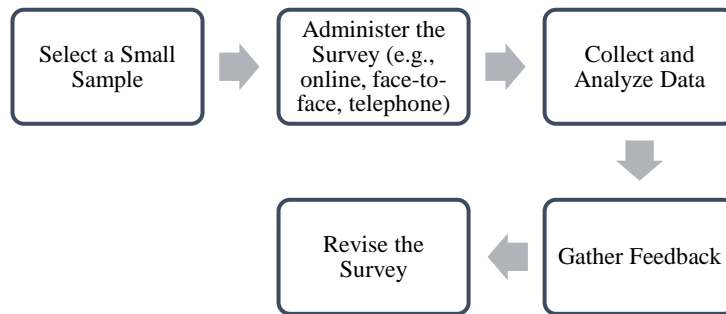 Select a Small
Sample
Administer the
Survey (e.g.,
online, face-to-
face, telephone)
Collect and
Analyze Data
Gather Feedback
Revise the
Survey